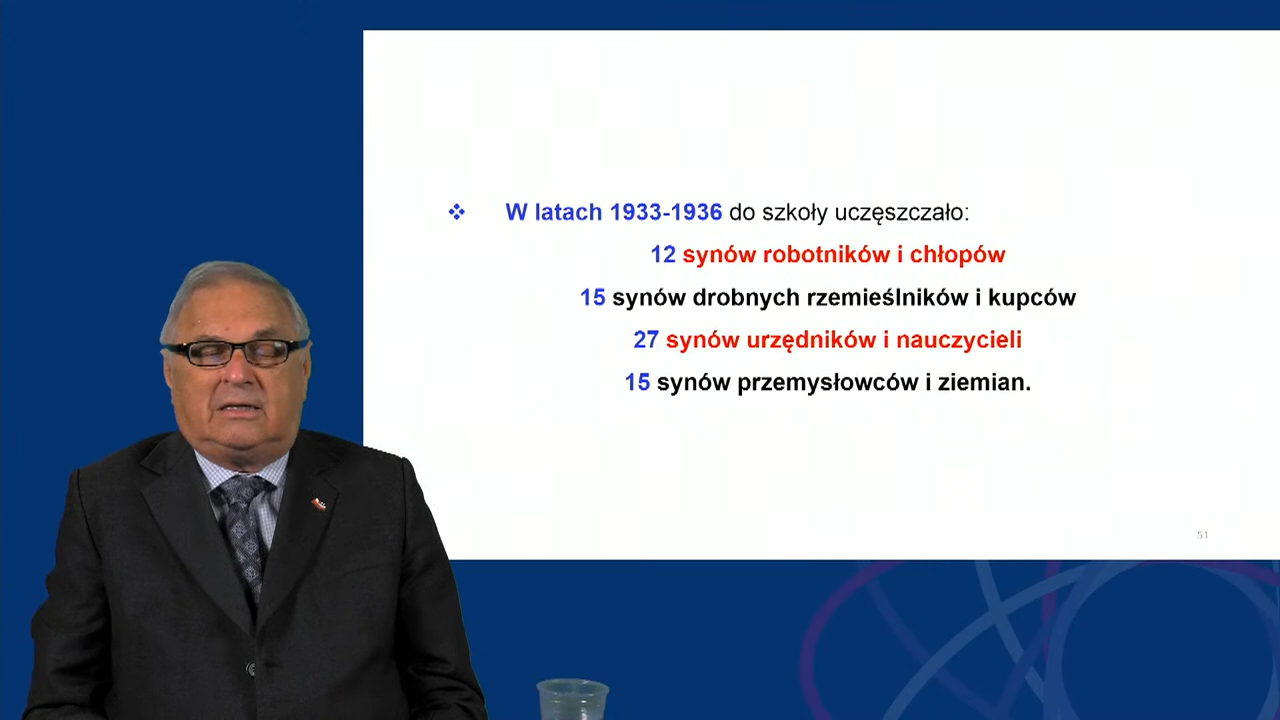 ❖ W latach 1933-1936 do szkoły uczęszczało:
12 synów robotników i chłopów
15 synów drobnych rzemieślników i kupców
27 synów urzędników i nauczycieli
15 synów przemysłowców i ziemian.
51